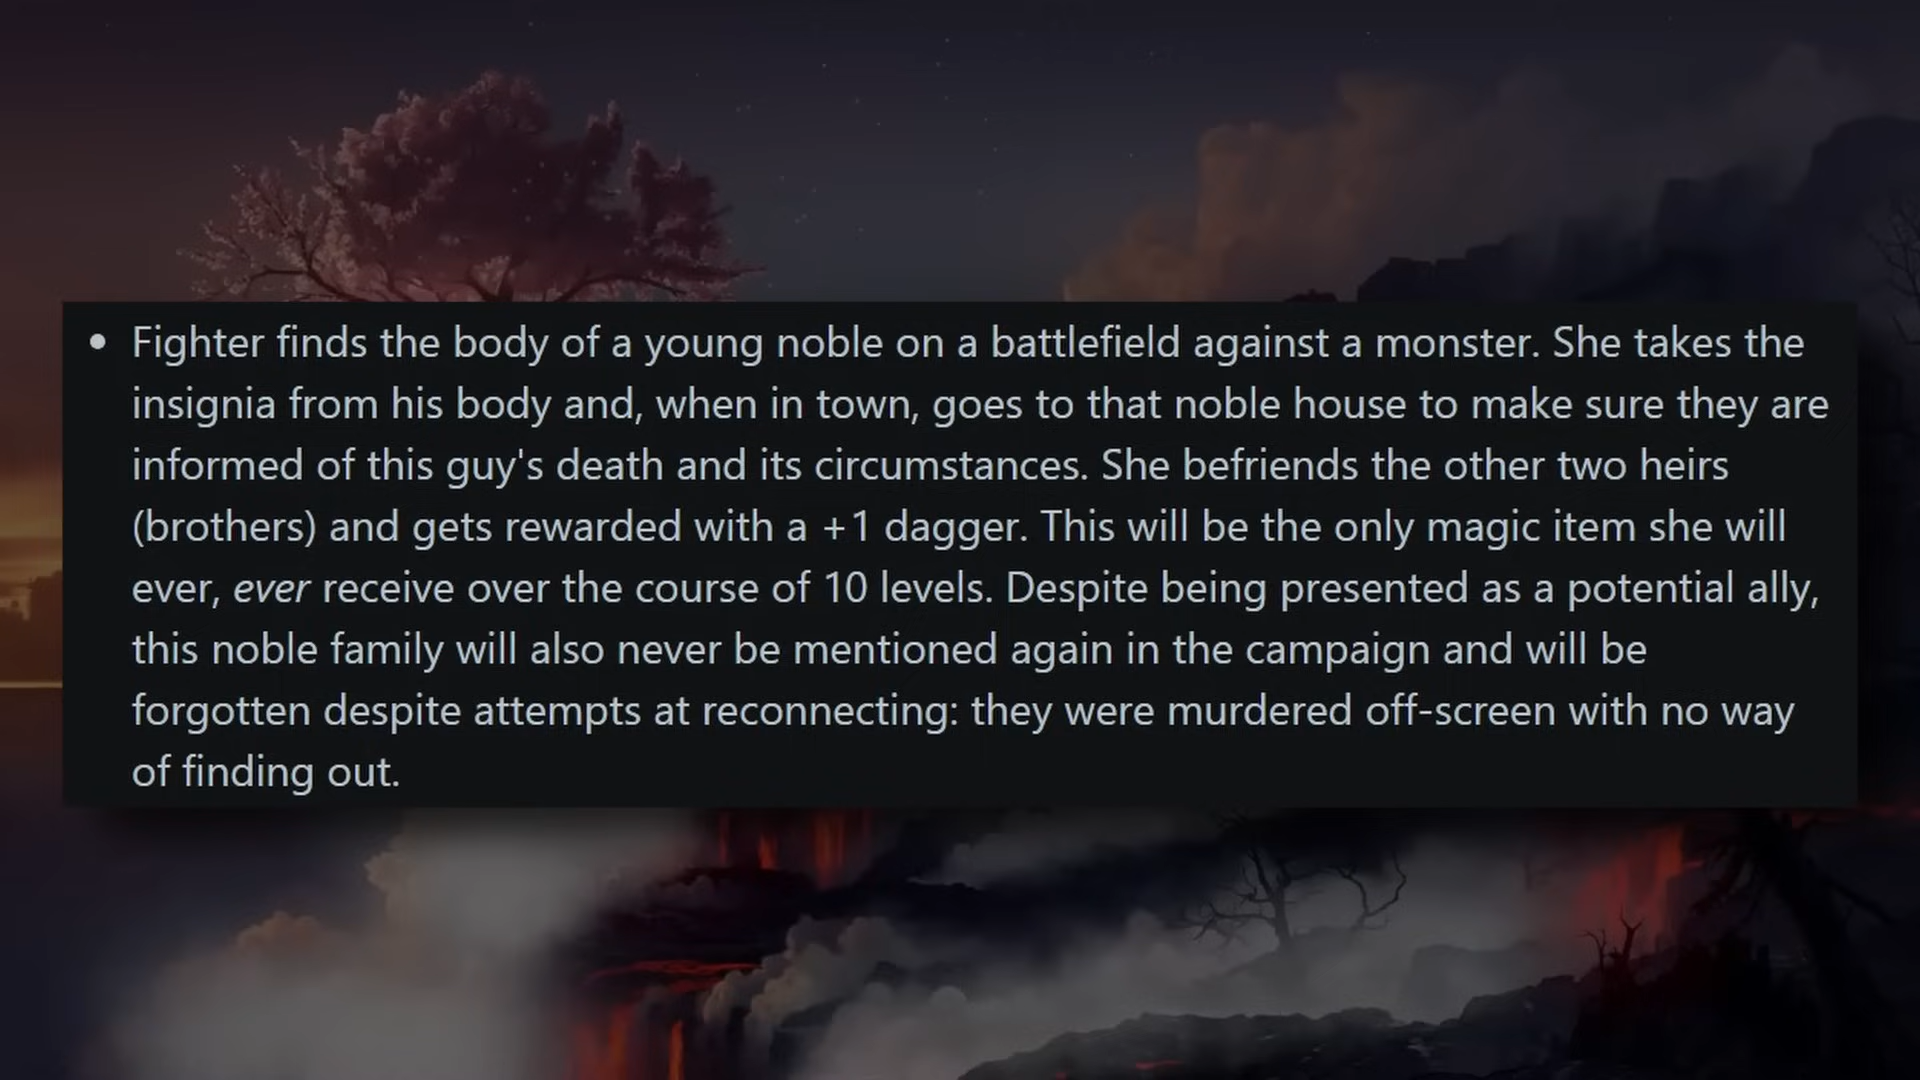 • Fighter finds the body of a young noble on a battlefield against a monster. She takes the
insignia from his body and, when in town, goes to that noble house to make sure they are
informed of this guy's death and its circumstances. She befriends the other two heirs
(brothers) and gets rewarded with a +1 dagger. This will be the only magic item she will
ever, ever receive over the course of 10 levels. Despite being presented as a potential ally,
this noble family will also never be mentioned again in the campaign and will be
forgotten despite attempts at reconnecting: they were murdered off-screen with no way
of finding out.